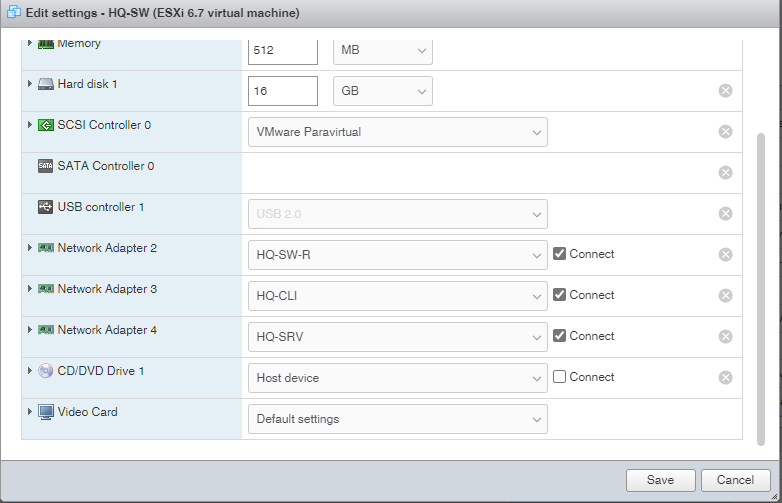 Edit settings - HQ-SW (ESXi 6.7 virtual machine)
Memory 512 MB
Hard disk 1 16 GB
SCSI Controller 0 VMware Paravirtual
SATA SATA Controller 0
USB controller 1 USB 2.0
Network Adapter 2 HQ-SW-R Connect
Network Adapter 3 HQ-CLI Connect
Network Adapter 4 HQ-SRV Connect
CD/DVD Drive 1 Host device Connect
Video Card Default settings
Save Cancel